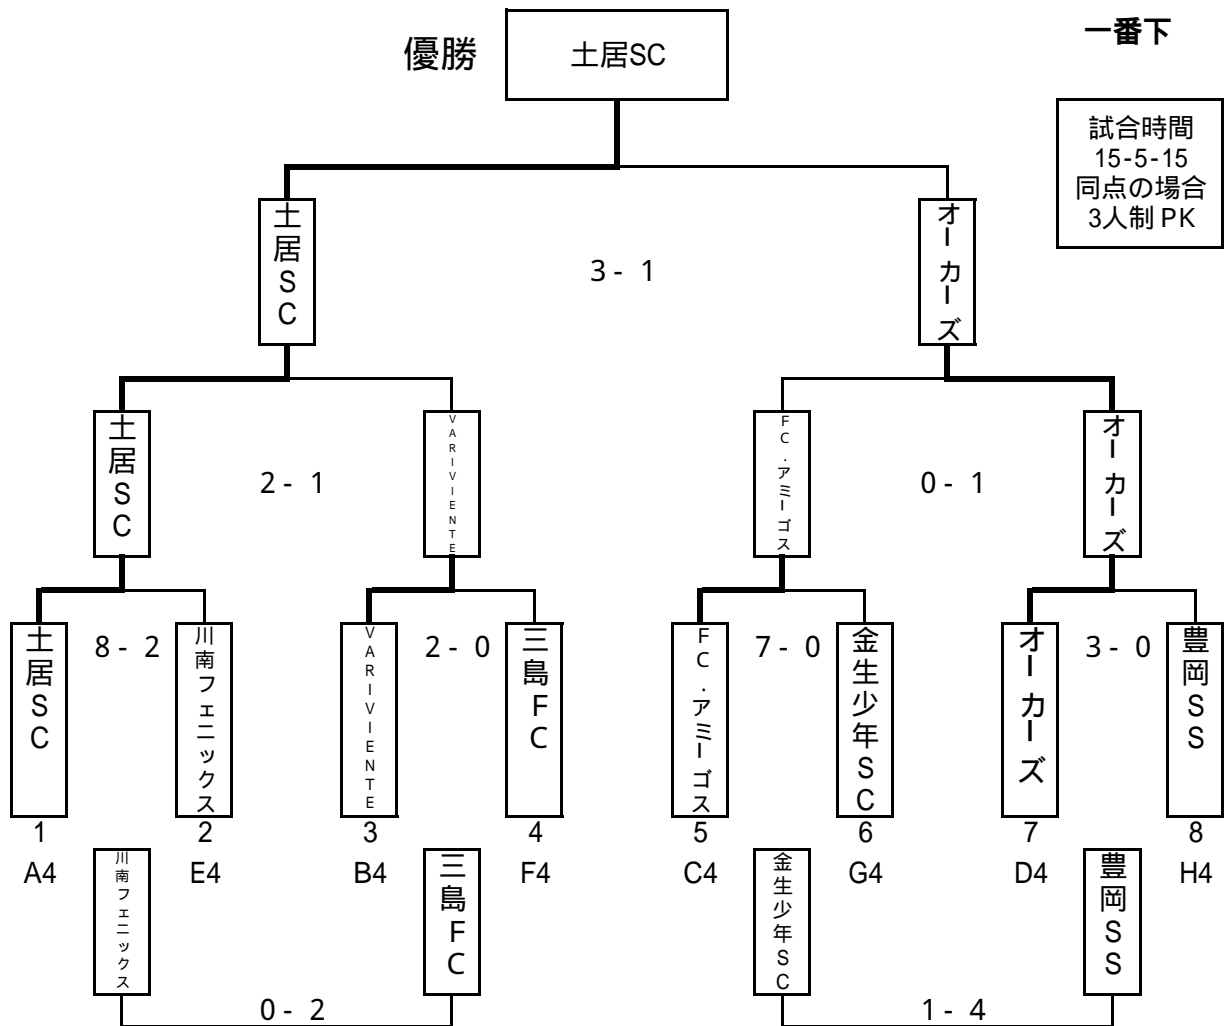 一番下
優勝
土居SC
試合時間
15-5-15
同点の場合
3人制 PK
土居SC
3 - 1
オーカーズ
土居SC
2 - 1
VARIVIENTE
FC.アミーゴス
0 - 1
オーカーズ
土居SC
8 - 2
川南フェニックス
VARIVIENTE
2 - 0
三島FC
FC.アミーゴス
7 - 0
金生少年SC
オーカーズ
3 - 0
豊岡SS
1
2
3
4
5
6
7
8
A4
E4
B4
F4
C4
G4
D4
H4
川南フェニックス
0 - 2
三島FC
金生少年SC
1 - 4
豊岡SS